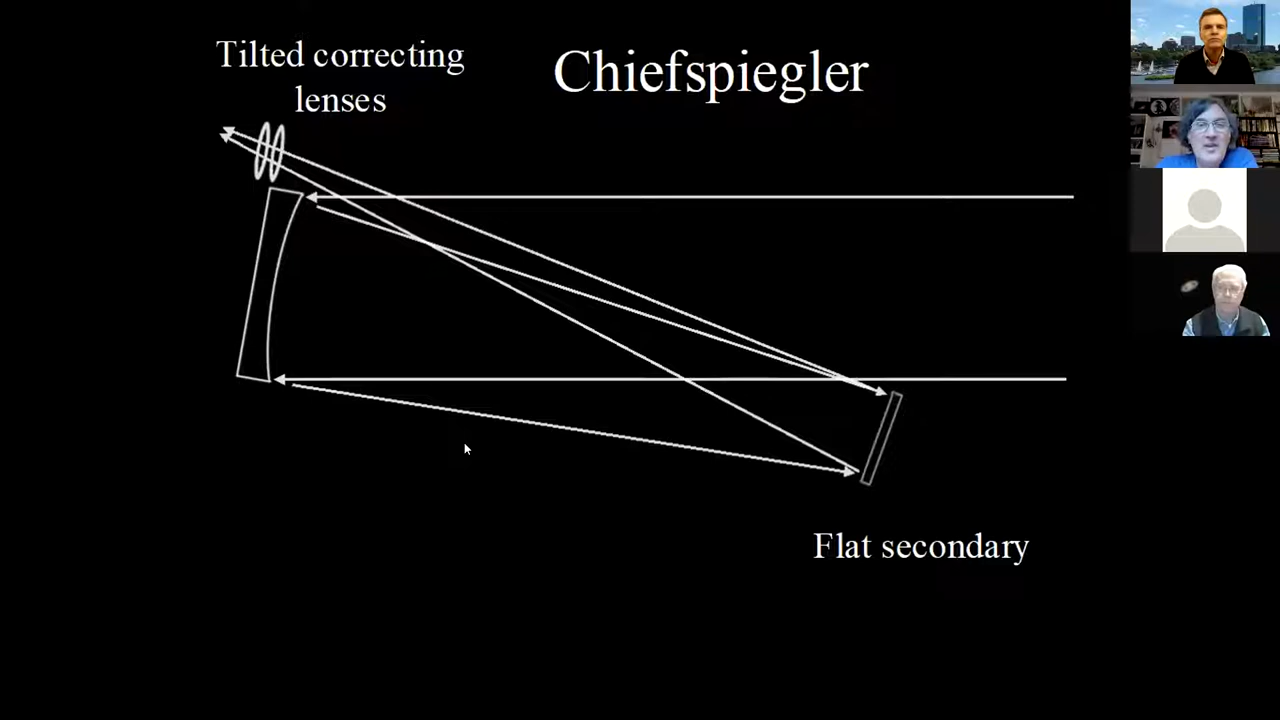 Tilted correcting
lenses
Chiefspiegler
Flat secondary